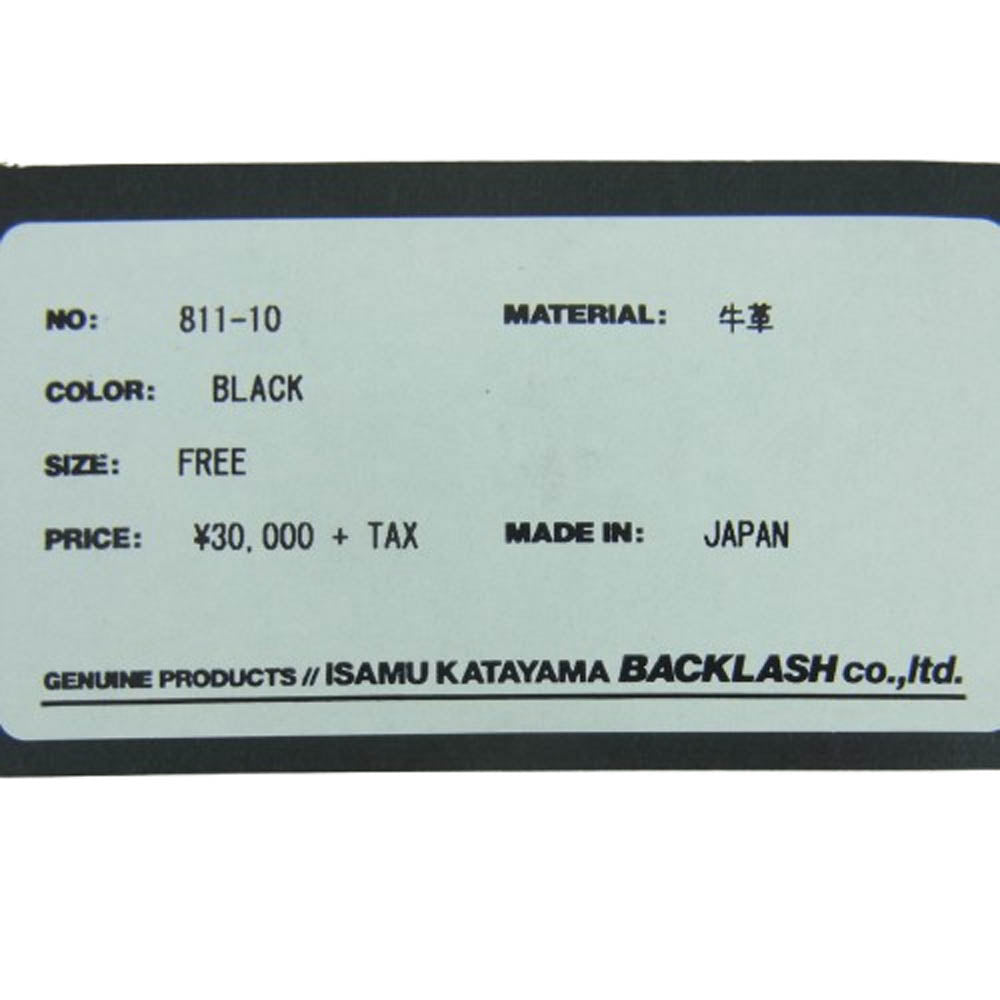 NO: 811-10 MATERIAL: 牛革
COLOR: BLACK
SIZE: FREE
PRICE: ¥30,000 + TAX MADE IN: JAPAN
GENUINE PRODUCTS // ISAMU KATAYAMA BACKLASH co.,ltd.